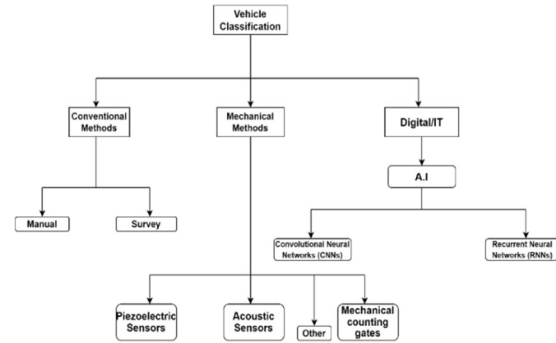 Vehicle
Classification
Conventional
Methods
Mechanical
Methods
Digital/IT
A.I
Manual
Survey
Convolutional Neural
Networks (CNNs)
Recurrent Neural
Networks (RNNs)
Piezoelectric
Sensors
Acoustic
Sensors
Other
Mechanical
counting
gates